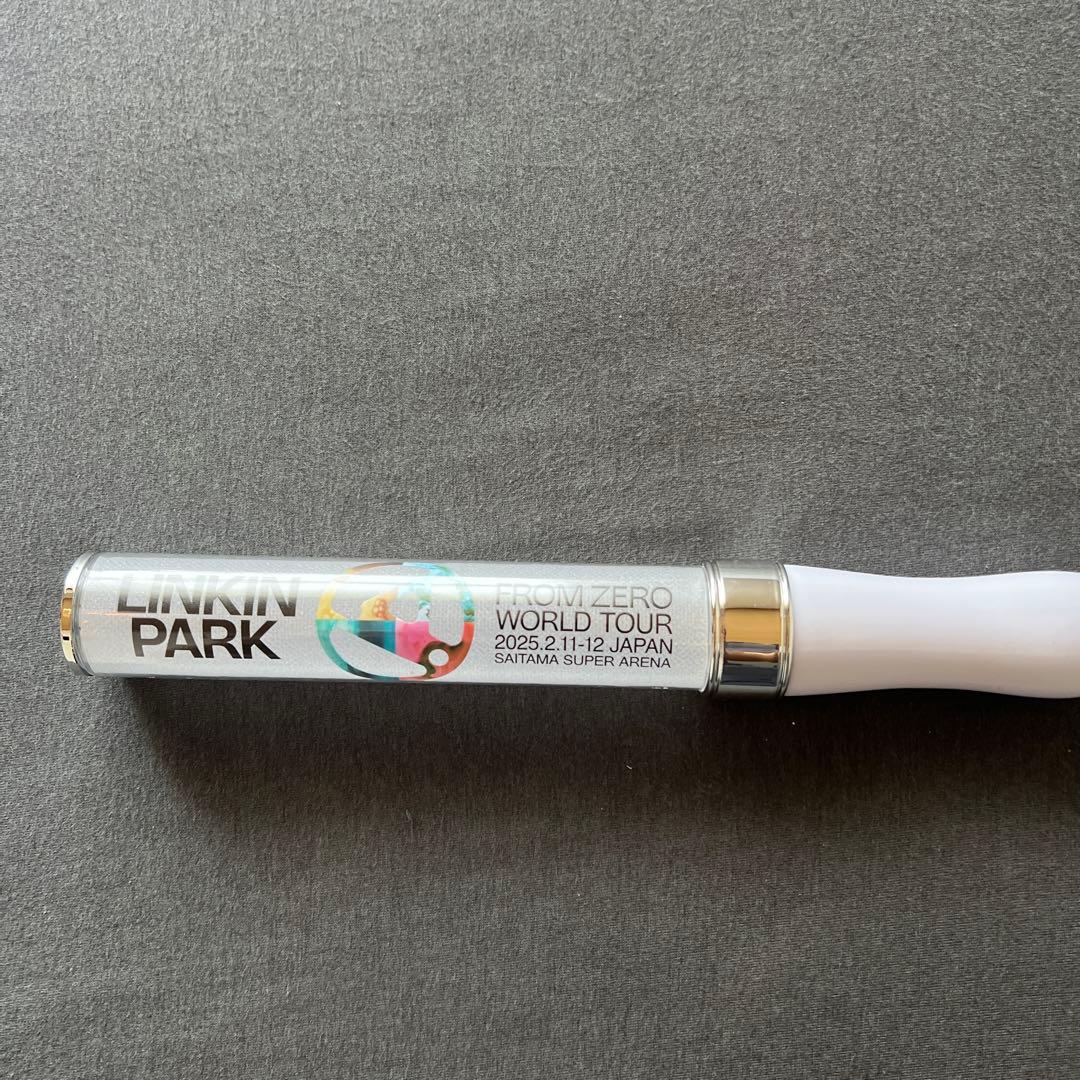 LINKIN
PARK
FROM ZERO
WORLD TOUR
2025.2.11-12 JAPAN
SAITAMA SUPER ARENA